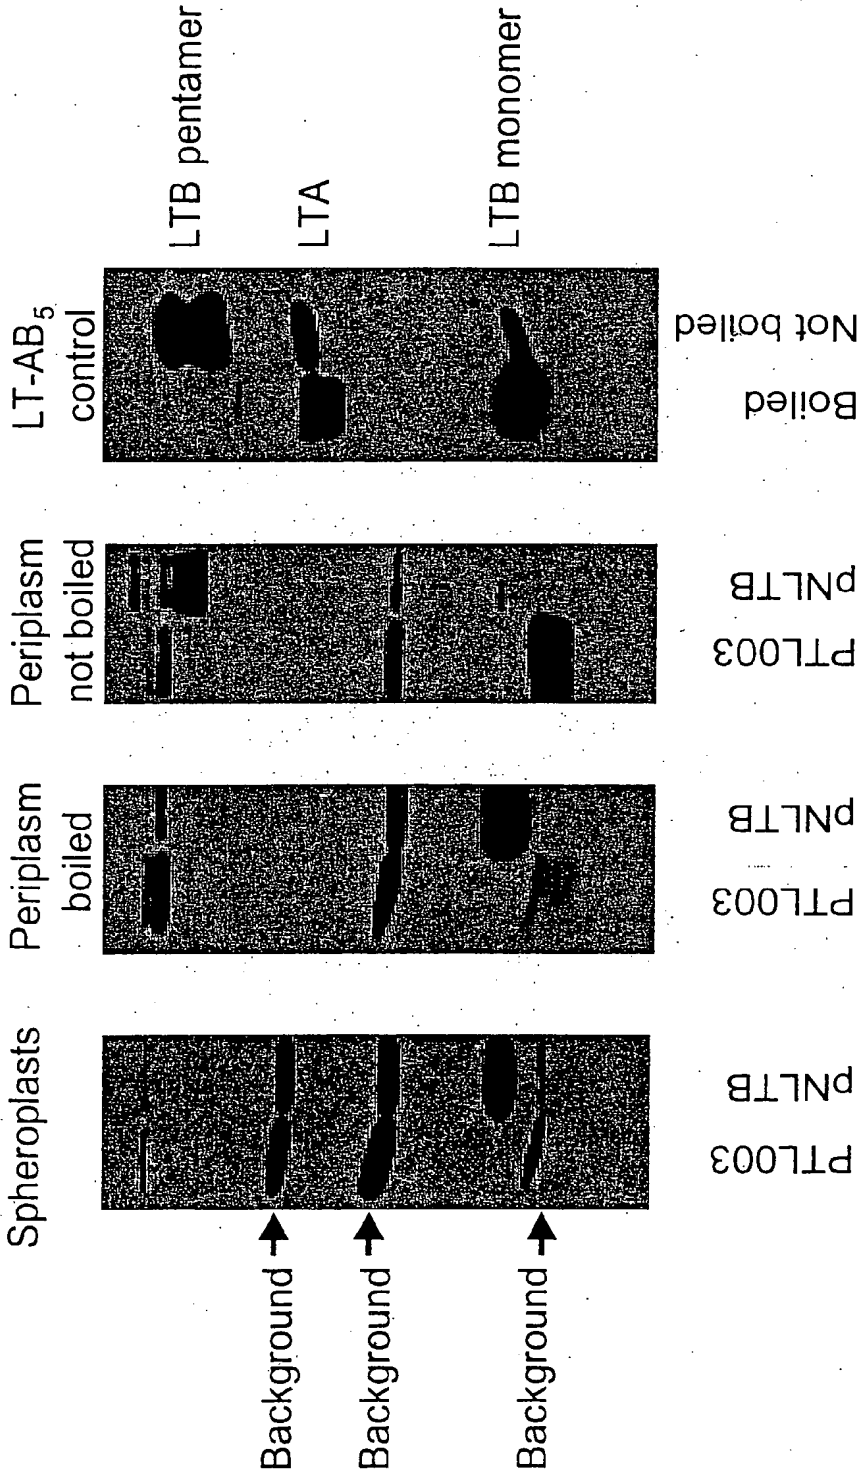 Spheroplasts
Periplasm
boiled
Periplasm
not boiled
LT-AB5
control
Background
Background
Background
LTB pentamer
LTA
LTB monomer
PTL003
pNLTB
PTL003
pNLTB
PTL003
pNLTB
Boiled
Not boiled